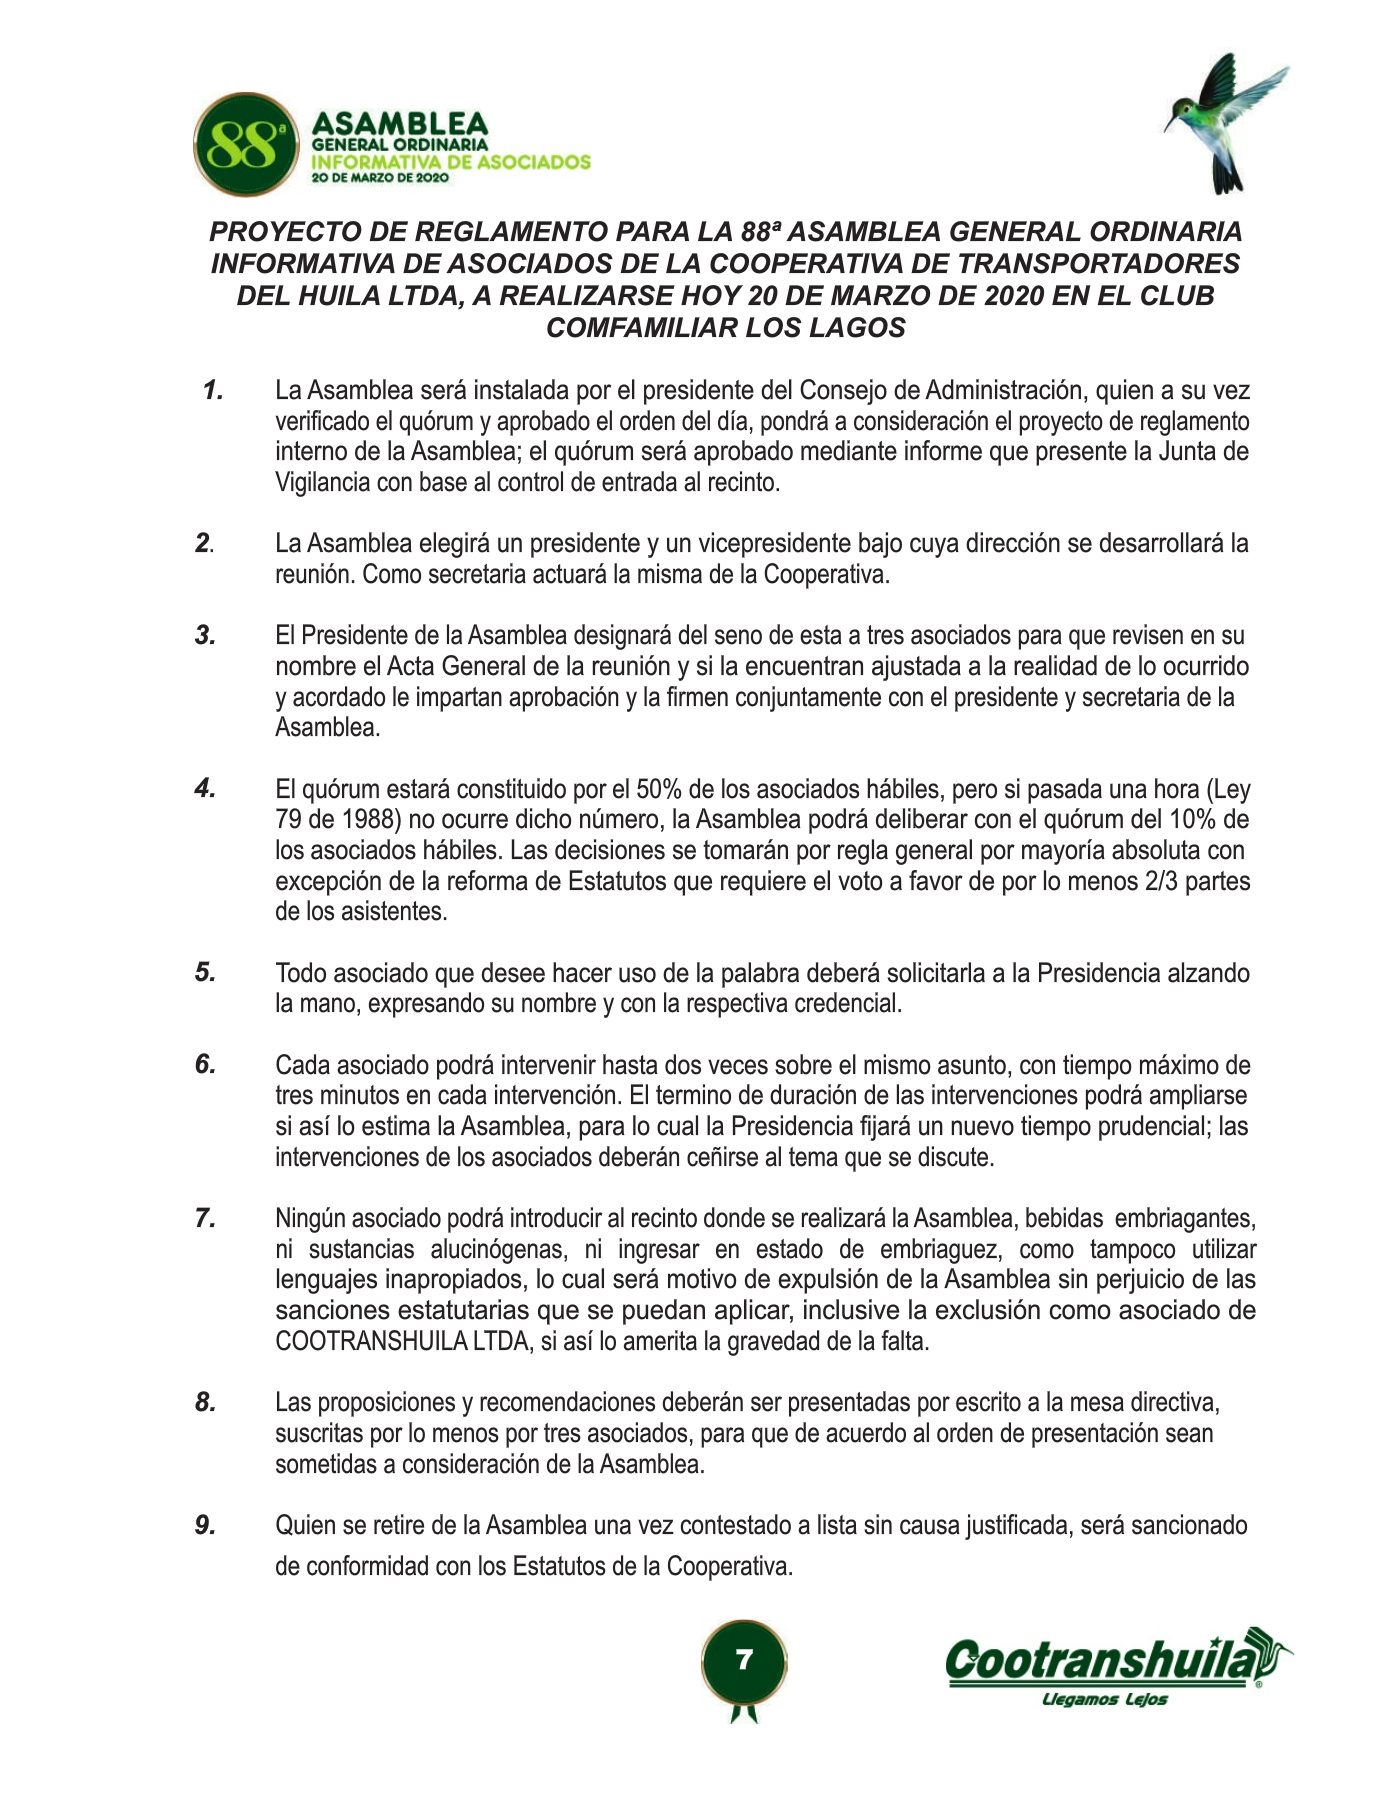 88ª
ASAMBLEA
GENERAL ORDINARIA
INFORMATIVA DE ASOCIADOS
20 DE MARZO DE 2020
PROYECTO DE REGLAMENTO PARA LA 88ª ASAMBLEA GENERAL ORDINARIA
INFORMATIVA DE ASOCIADOS DE LA COOPERATIVA DE TRANSPORTADORES
DEL HUILA LTDA, A REALIZARSE HOY 20 DE MARZO DE 2020 EN EL CLUB
COMFAMILIAR LOS LAGOS
1. La Asamblea será instalada por el presidente del Consejo de Administración, quien a su vez
verificado el quórum y aprobado el orden del día, pondrá a consideración el proyecto de reglamento
interno de la Asamblea; el quórum será aprobado mediante informe que presente la Junta de
Vigilancia con base al control de entrada al recinto.
2. La Asamblea elegirá un presidente y un vicepresidente bajo cuya dirección se desarrollará la
reunión. Como secretaria actuará la misma de la Cooperativa.
3. El Presidente de la Asamblea designará del seno de esta a tres asociados para que revisen en su
nombre el Acta General de la reunión y si la encuentran ajustada a la realidad de lo ocurrido
y acordado le impartan aprobación y la firmen conjuntamente con el presidente y secretaria de la
Asamblea.
4. El quórum estará constituido por el 50% de los asociados hábiles, pero si pasada una hora (Ley
79 de 1988) no ocurre dicho número, la Asamblea podrá deliberar con el quórum del 10% de
los asociados hábiles. Las decisiones se tomarán por regla general por mayoría absoluta con
excepción de la reforma de Estatutos que requiere el voto a favor de por lo menos 2/3 partes
de los asistentes.
5. Todo asociado que desee hacer uso de la palabra deberá solicitarla a la Presidencia alzando
la mano, expresando su nombre y con la respectiva credencial.
6. Cada asociado podrá intervenir hasta dos veces sobre el mismo asunto, con tiempo máximo de
tres minutos en cada intervención. El termino de duración de las intervenciones podrá ampliarse
si así lo estima la Asamblea, para lo cual la Presidencia fijará un nuevo tiempo prudencial; las
intervenciones de los asociados deberán ceñirse al tema que se discute.
7. Ningún asociado podrá introducir al recinto donde se realizará la Asamblea, bebidas embriagantes,
ni sustancias alucinógenas, ni ingresar en estado de embriaguez, como tampoco utilizar
lenguajes inapropiados, lo cual será motivo de expulsión de la Asamblea sin perjuicio de las
sanciones estatutarias que se puedan aplicar, inclusive la exclusión como asociado de
COOTRANSHUILA LTDA, si así lo amerita la gravedad de la falta.
8. Las proposiciones y recomendaciones deberán ser presentadas por escrito a la mesa directiva,
suscritas por lo menos por tres asociados, para que de acuerdo al orden de presentación sean
sometidas a consideración de la Asamblea.
9. Quien se retire de la Asamblea una vez contestado a lista sin causa justificada, será sancionado
de conformidad con los Estatutos de la Cooperativa.
7
Cootranshuila
®
Llegamos Lejos